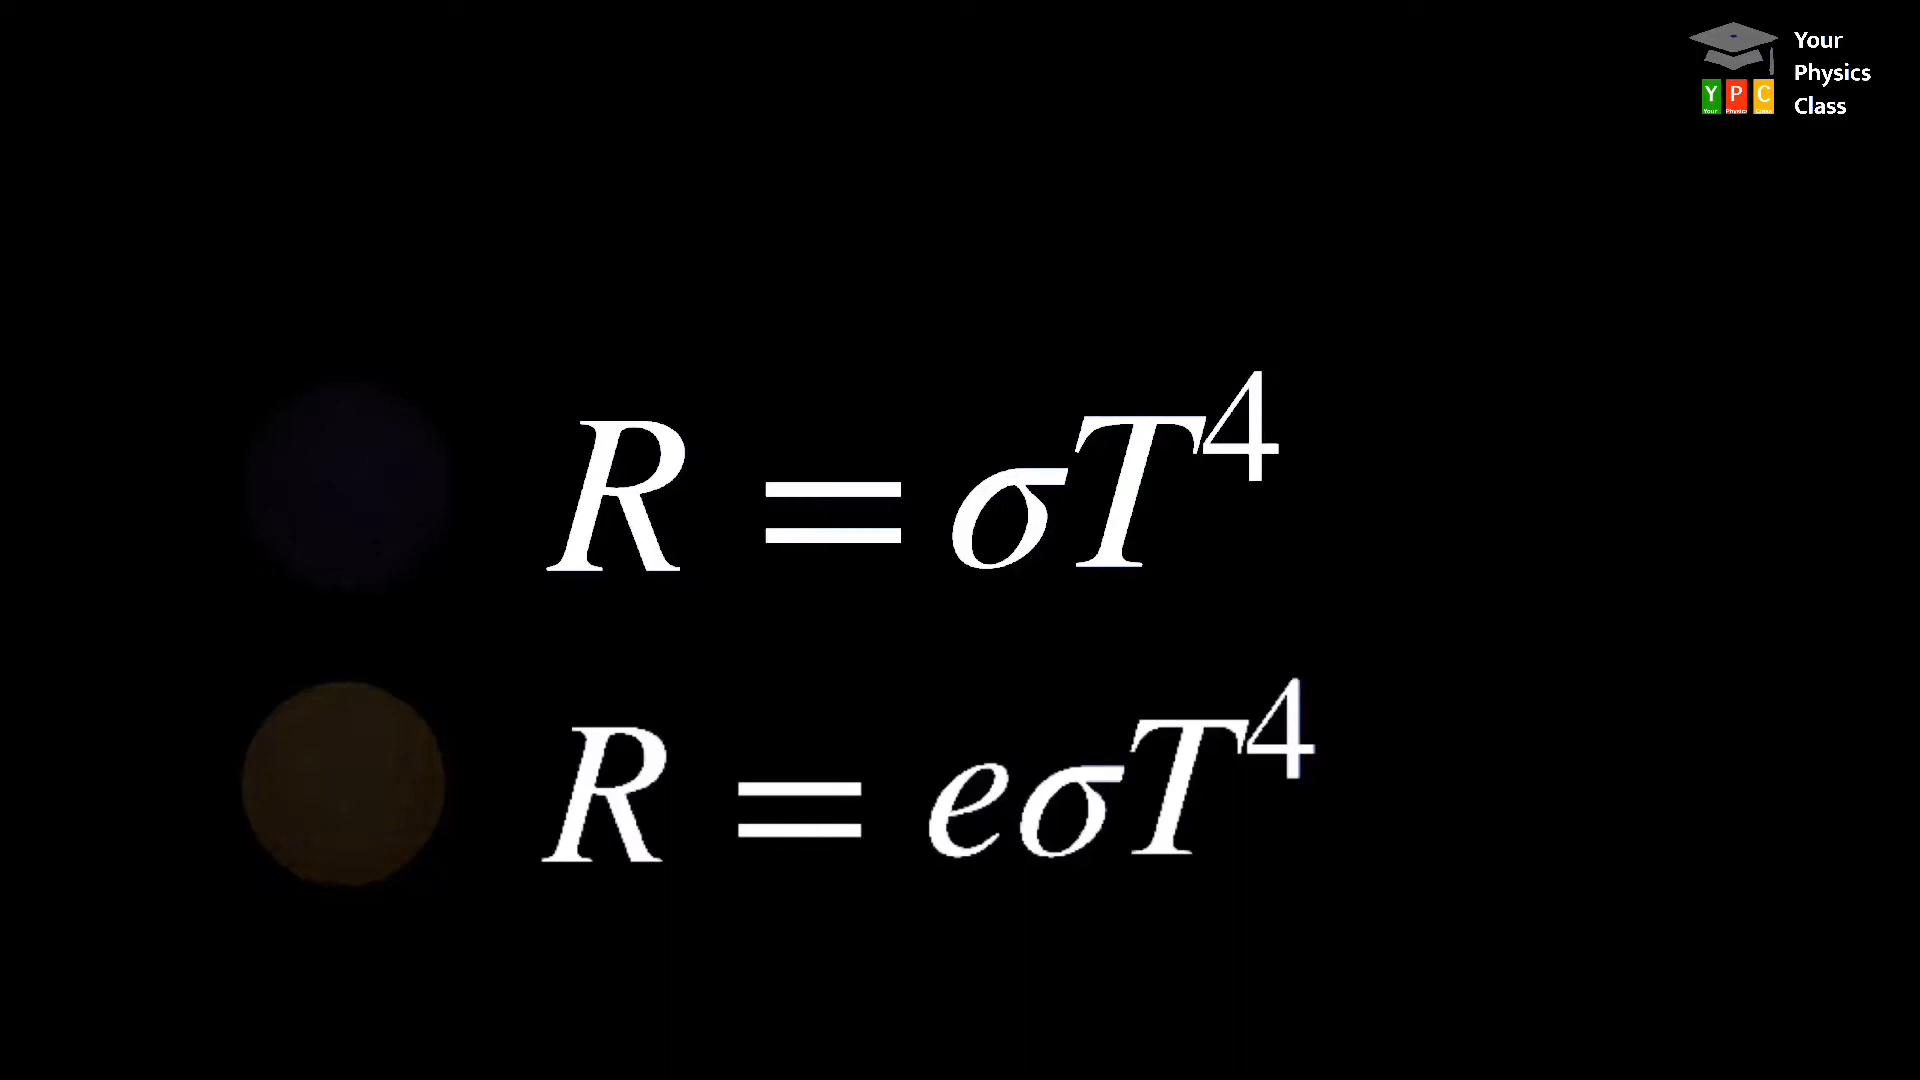 Your
Physics
Class
Y P C
R = σT⁴
R = eσT⁴